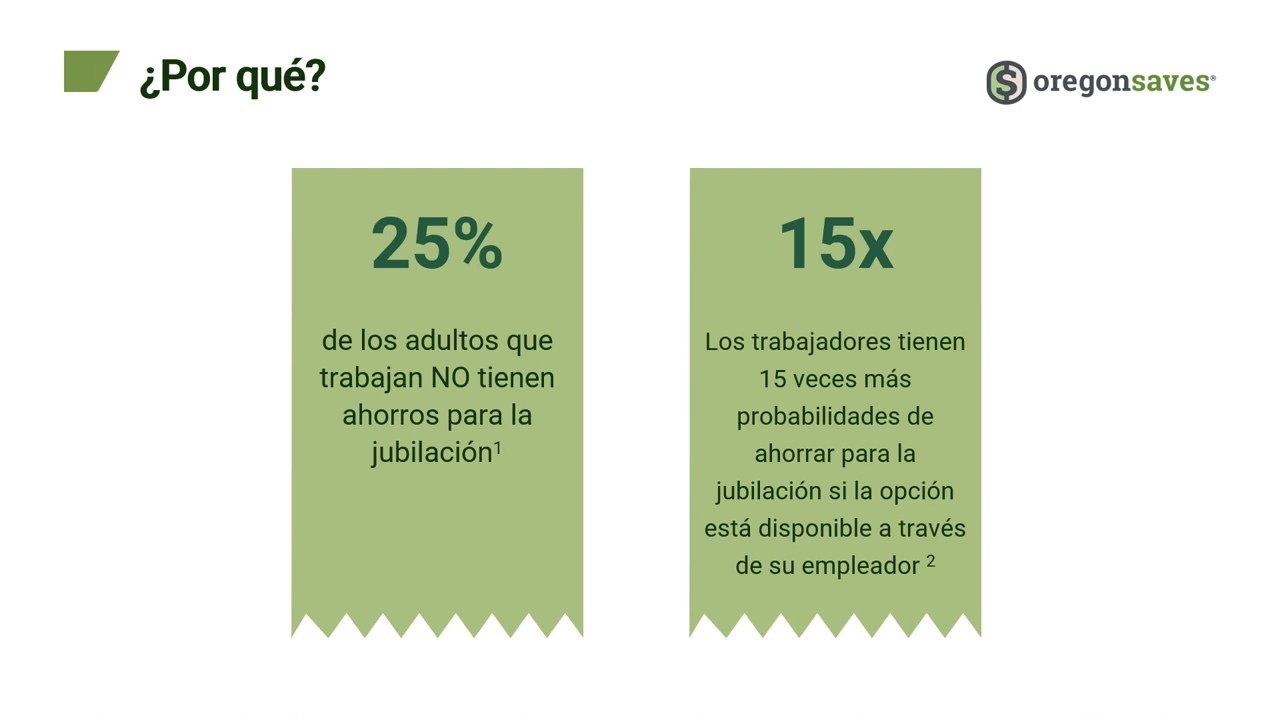 ¿Por qué?
oregonsaves®
25%
de los adultos que
trabajan NO tienen
ahorros para la
jubilación¹
15x
Los trabajadores tienen
15 veces más
probabilidades de
ahorrar para la
jubilación si la opción
está disponible a través
de su empleador ²